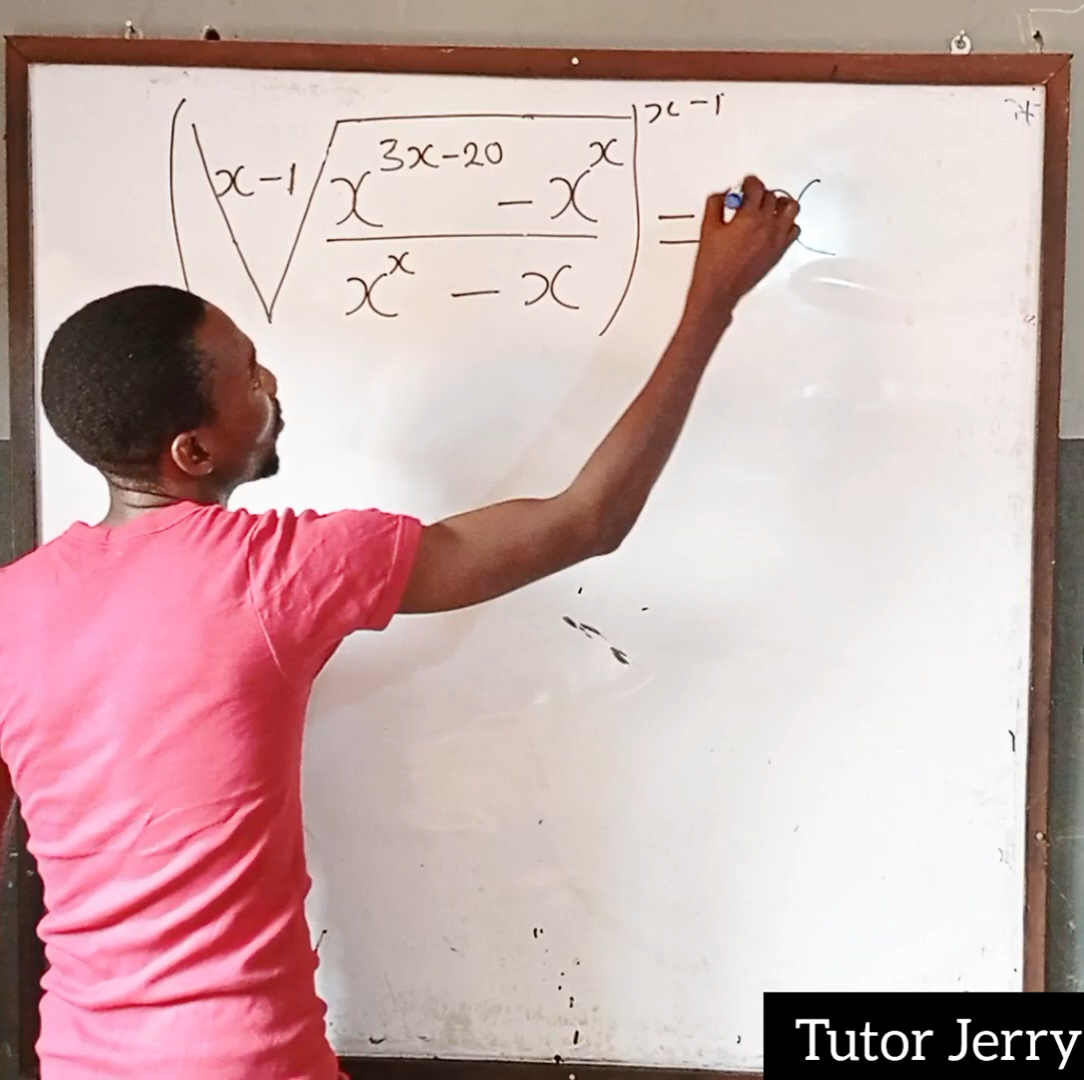 (ˣ⁻¹√((x^(3x-20) - x^x) / (x^x - x)))^(x-1) = x
Tutor Jerry